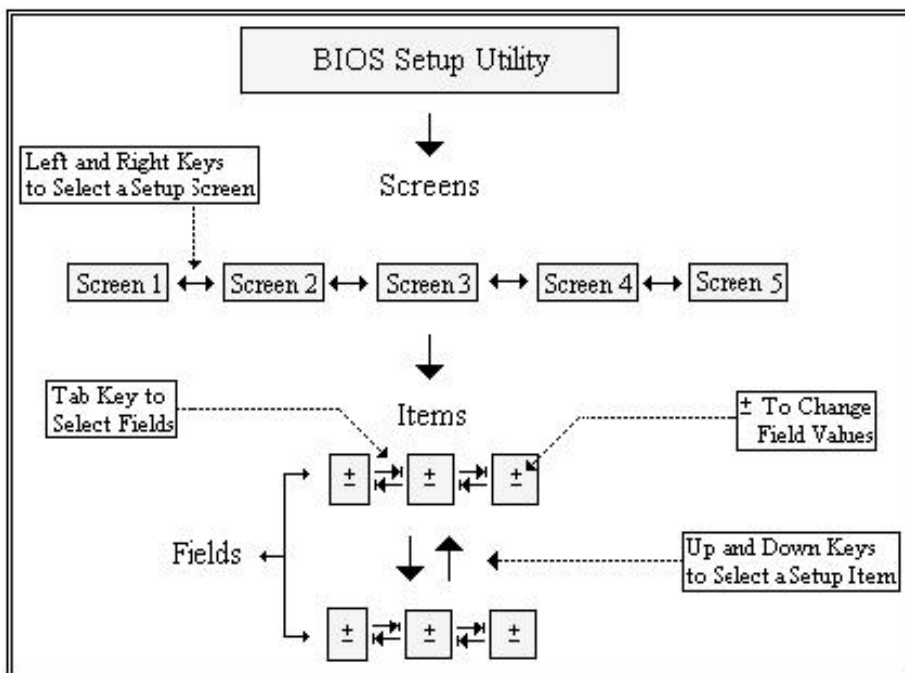 BIOS Setup Utility
Left and Right Keys
to Select a Setup Screen
Screens
Screen 1
Screen 2
Screen 3
Screen 4
Screen 5
Tab Key to
Select Fields
Items
± To Change
Field Values
±
±
±
Fields
Up and Down Keys
to Select a Setup Item
±
±
±